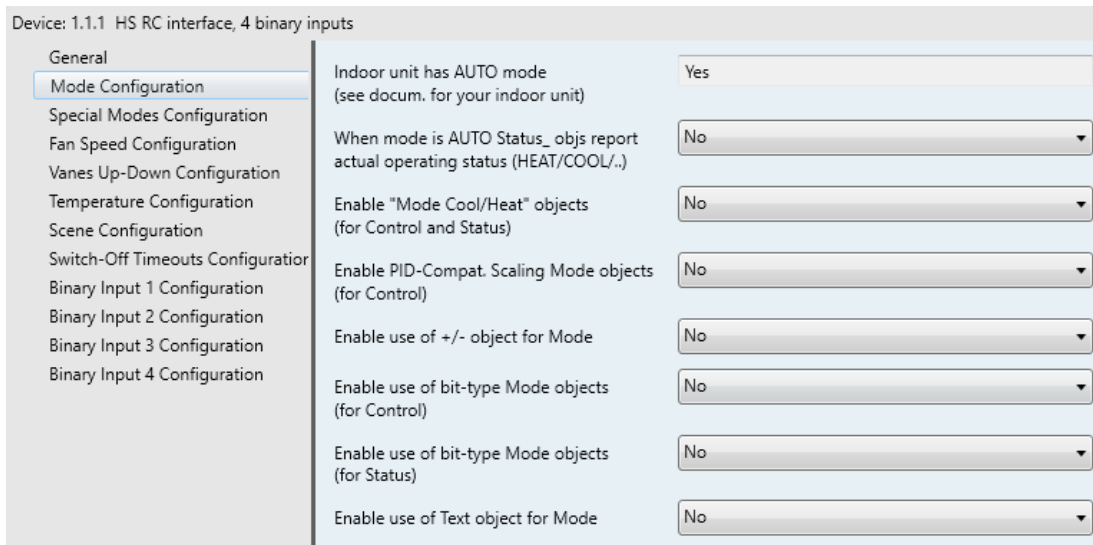 Device: 1.1.1 HS RC interface, 4 binary inputs
General
Mode Configuration
Special Modes Configuration
Fan Speed Configuration
Vanes Up-Down Configuration
Temperature Configuration
Scene Configuration
Switch-Off Timeouts Configuration
Binary Input 1 Configuration
Binary Input 2 Configuration
Binary Input 3 Configuration
Binary Input 4 Configuration
Indoor unit has AUTO mode
(see docum. for your indoor unit)
Yes
When mode is AUTO Status_ objs report
actual operating status (HEAT/COOL/..)
No
Enable "Mode Cool/Heat" objects
(for Control and Status)
No
Enable PID-Compat. Scaling Mode objects
(for Control)
No
Enable use of +/- object for Mode
No
Enable use of bit-type Mode objects
(for Control)
No
Enable use of bit-type Mode objects
(for Status)
No
Enable use of Text object for Mode
No